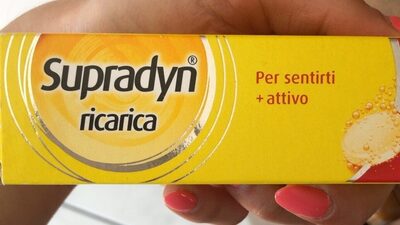 Supradyn®
ricarica
Per sentirti
+ attivo